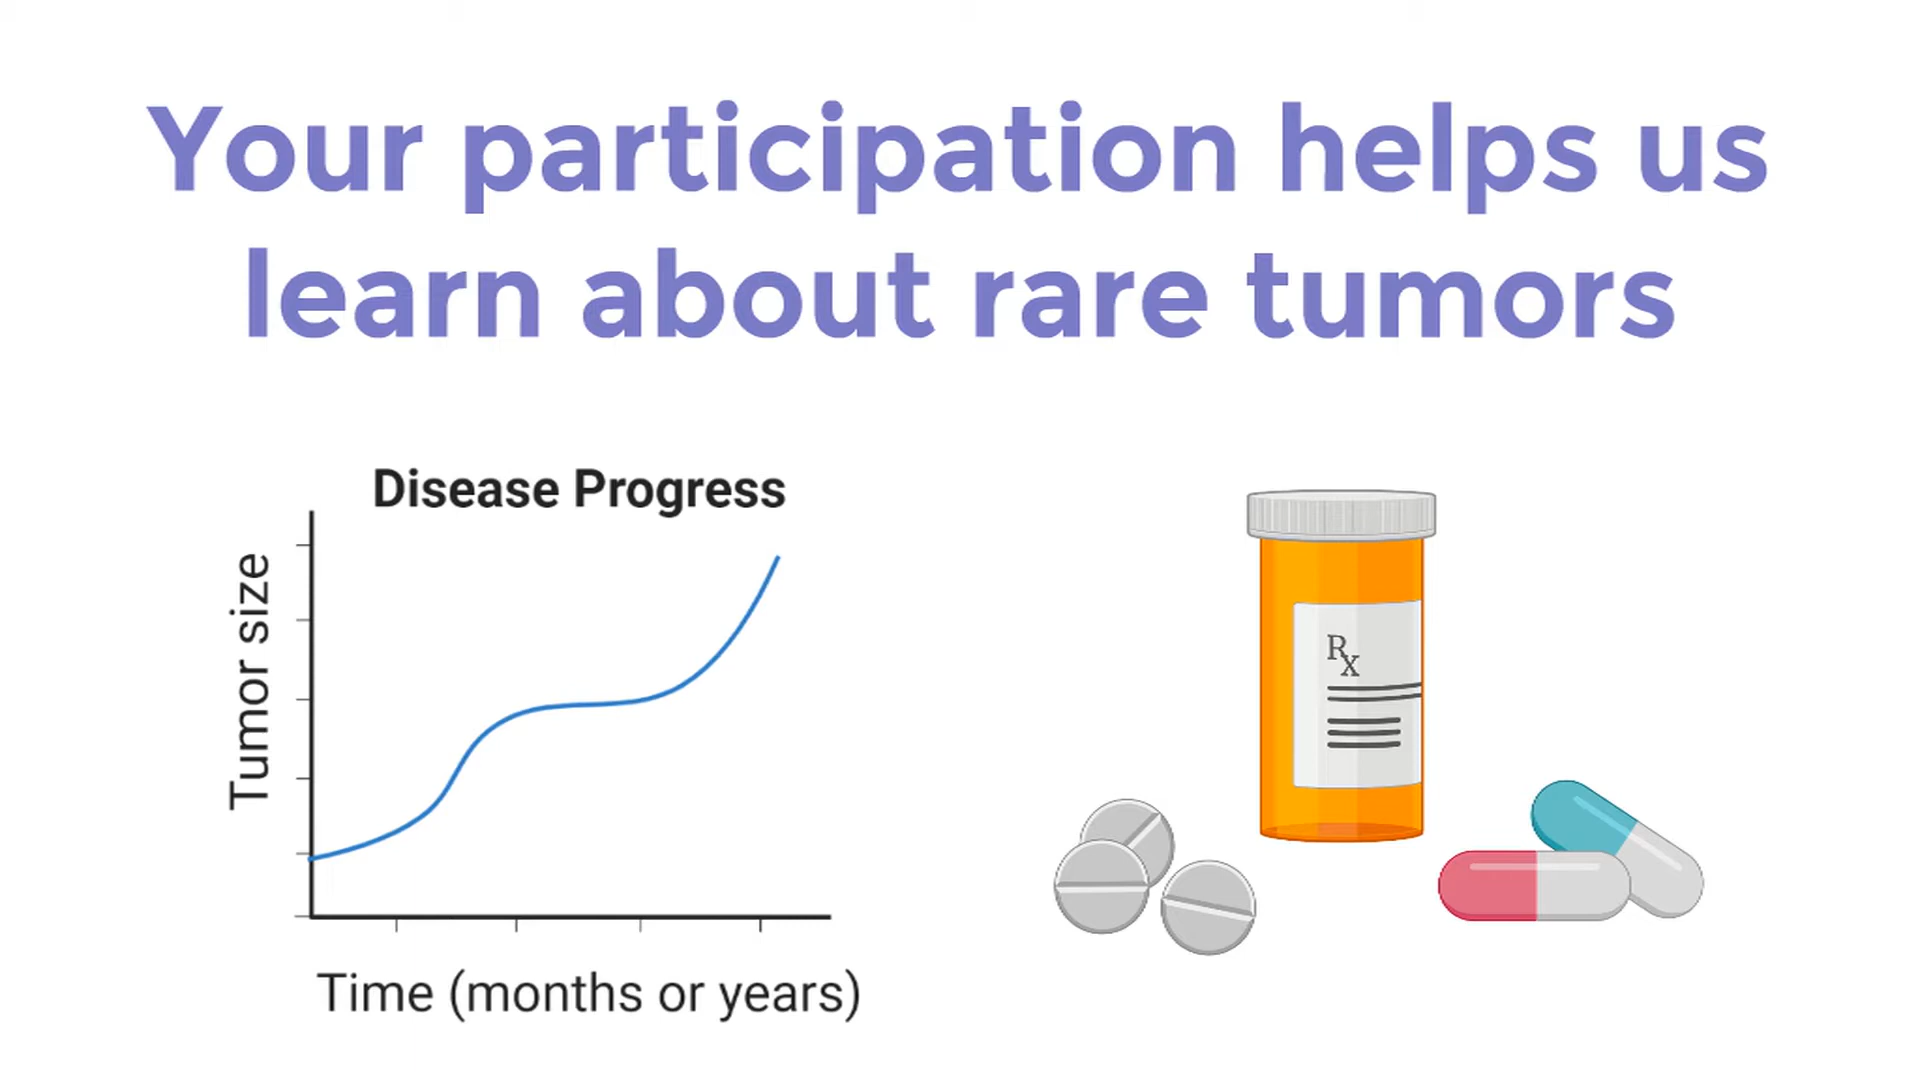 Your participation helps us
learn about rare tumors
Disease Progress
Tumor size
Time (months or years)
Rx